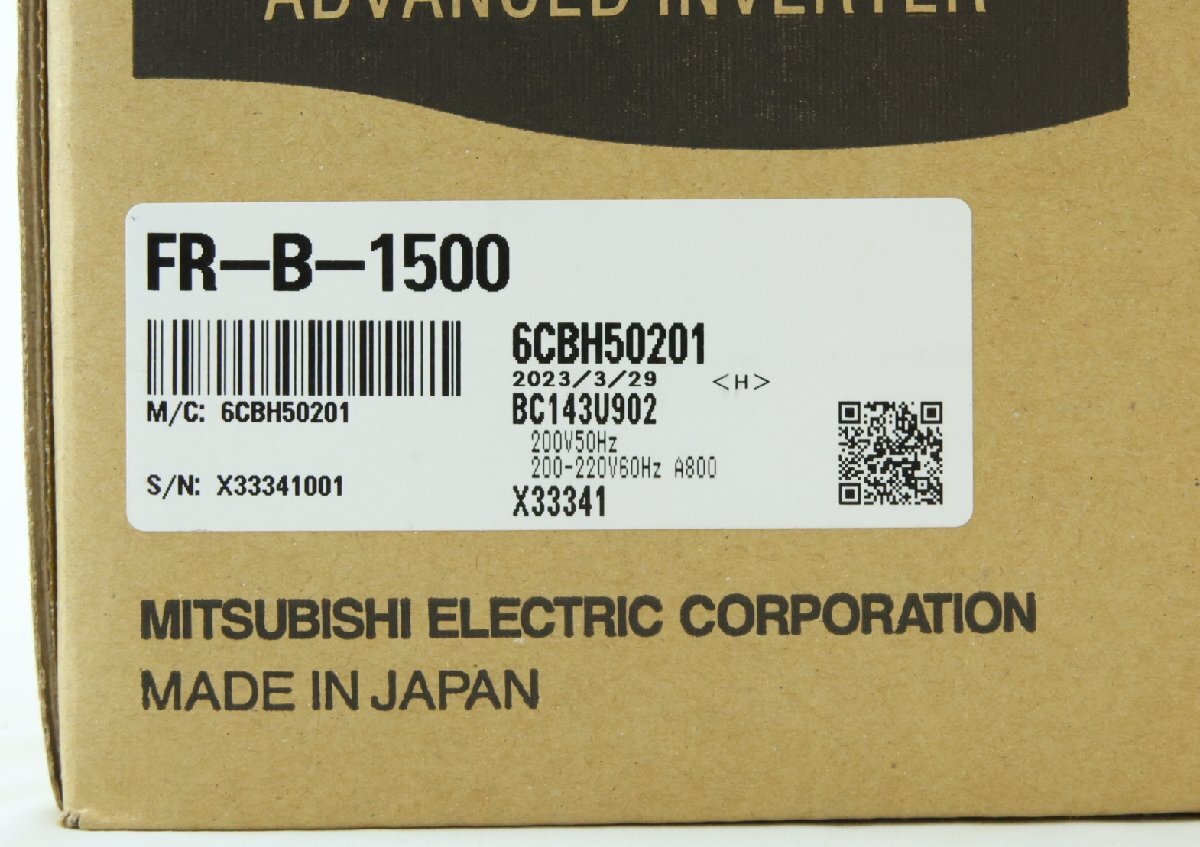 ADVANCED INVERTER
FR-B-1500
6CBH50201
2023/3/29 <H>
M/C: 6CBH50201
BC143U902
200V50Hz
200-220V60Hz A800
S/N: X33341001
X33341
MITSUBISHI ELECTRIC CORPORATION
MADE IN JAPAN